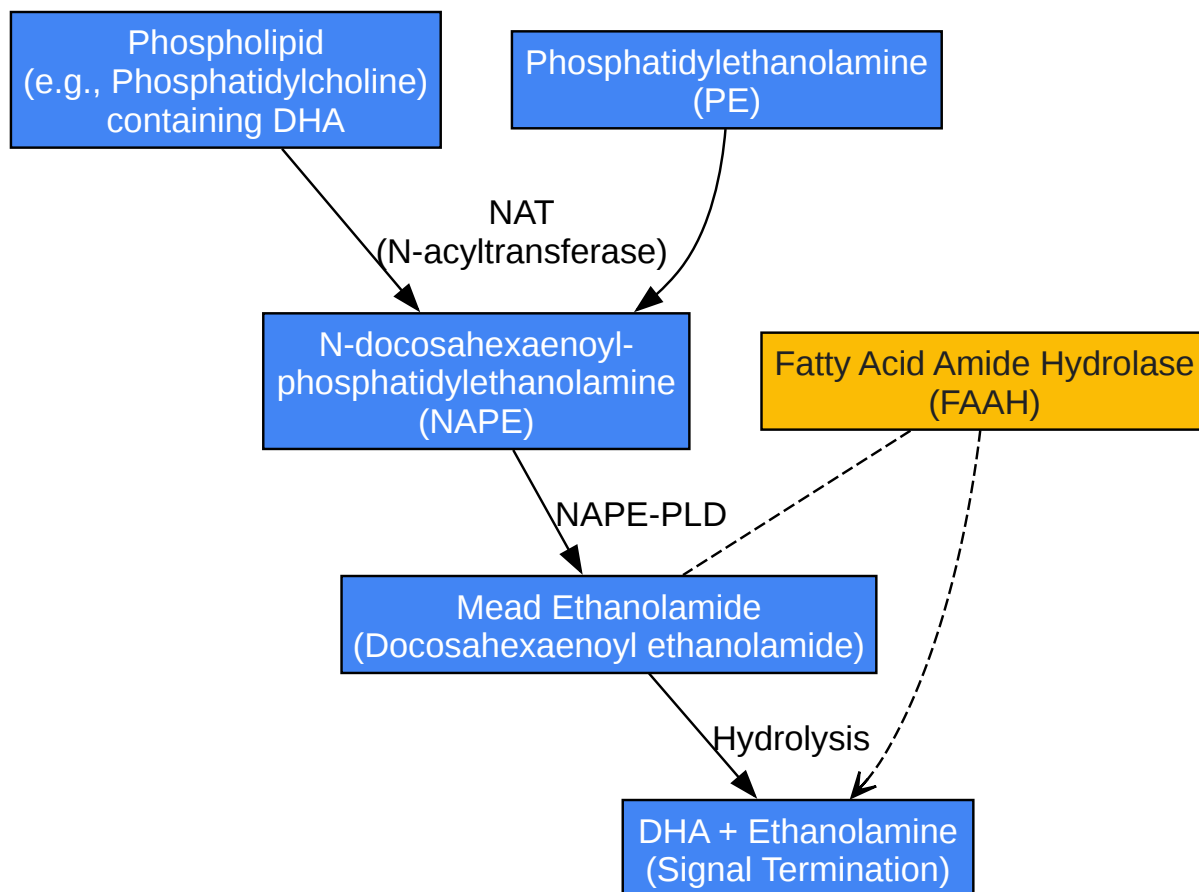 Phospholipid
(e.g., Phosphatidylcholine)
containing DHA
Phosphatidylethanolamine
(PE)
NAT
(N-acyltransferase)
N-docosahexaenoyl-
phosphatidylethanolamine
(NAPE)
Fatty Acid Amide Hydrolase
(FAAH)
NAPE-PLD
Mead Ethanolamide
(Docosahexaenoyl ethanolamide)
Hydrolysis
DHA + Ethanolamine
(Signal Termination)